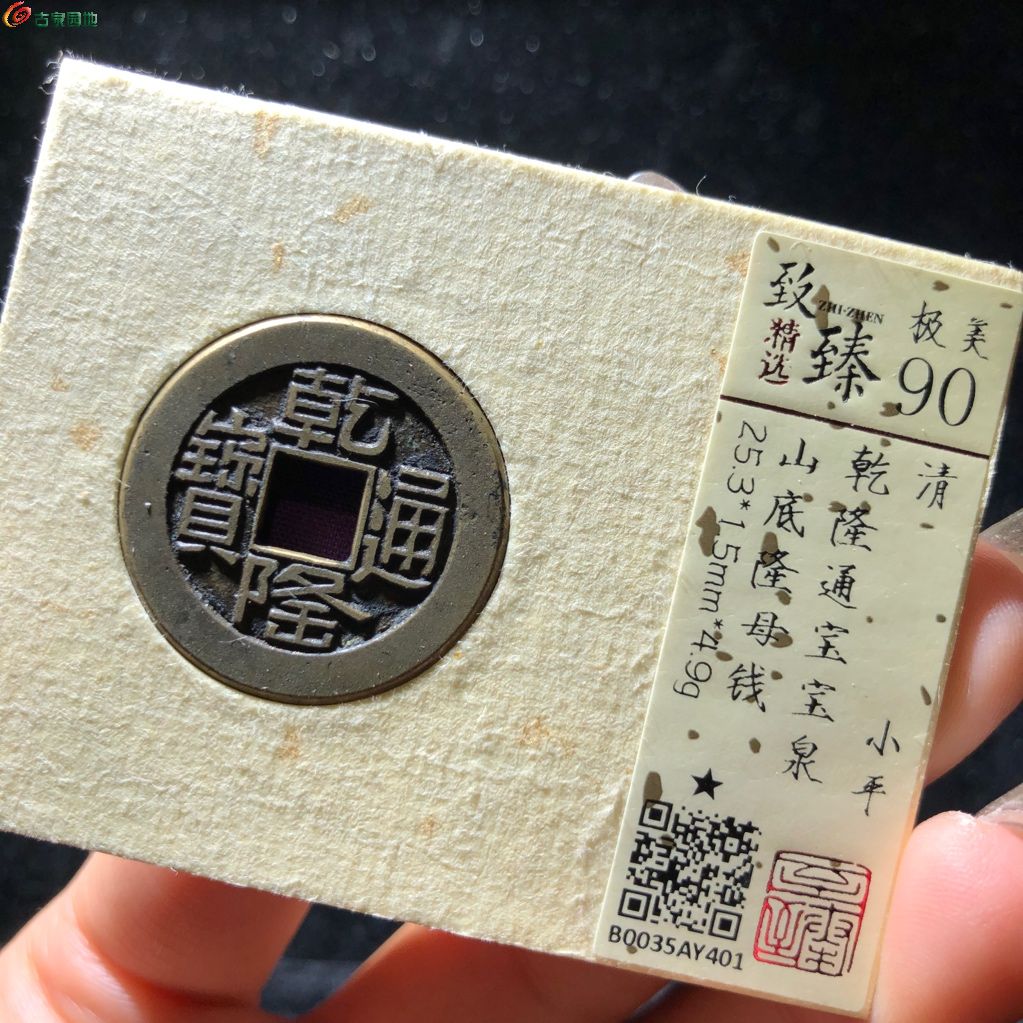 古泉园地
乾隆通寶
致臻
ZHI·ZHEN
精选
极美
90
清
小平
乾隆通宝宝泉
山底隆母钱
25.3*1.5mm*4.9g
★
B0035AY401